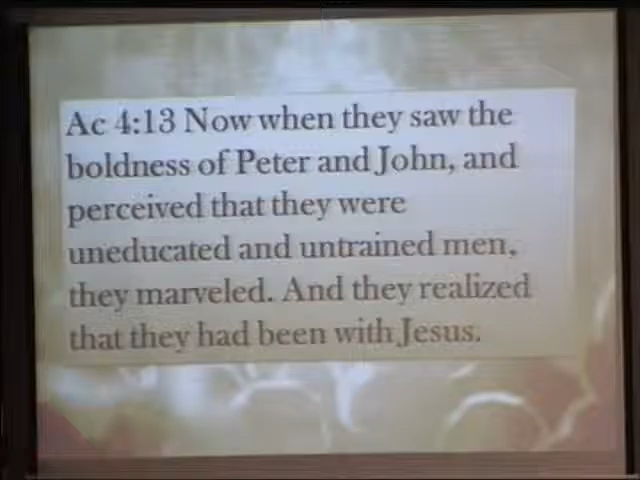 Ac 4:13 Now when they saw the
boldness of Peter and John, and
perceived that they were
uneducated and untrained men,
they marveled. And they realized
that they had been with Jesus.